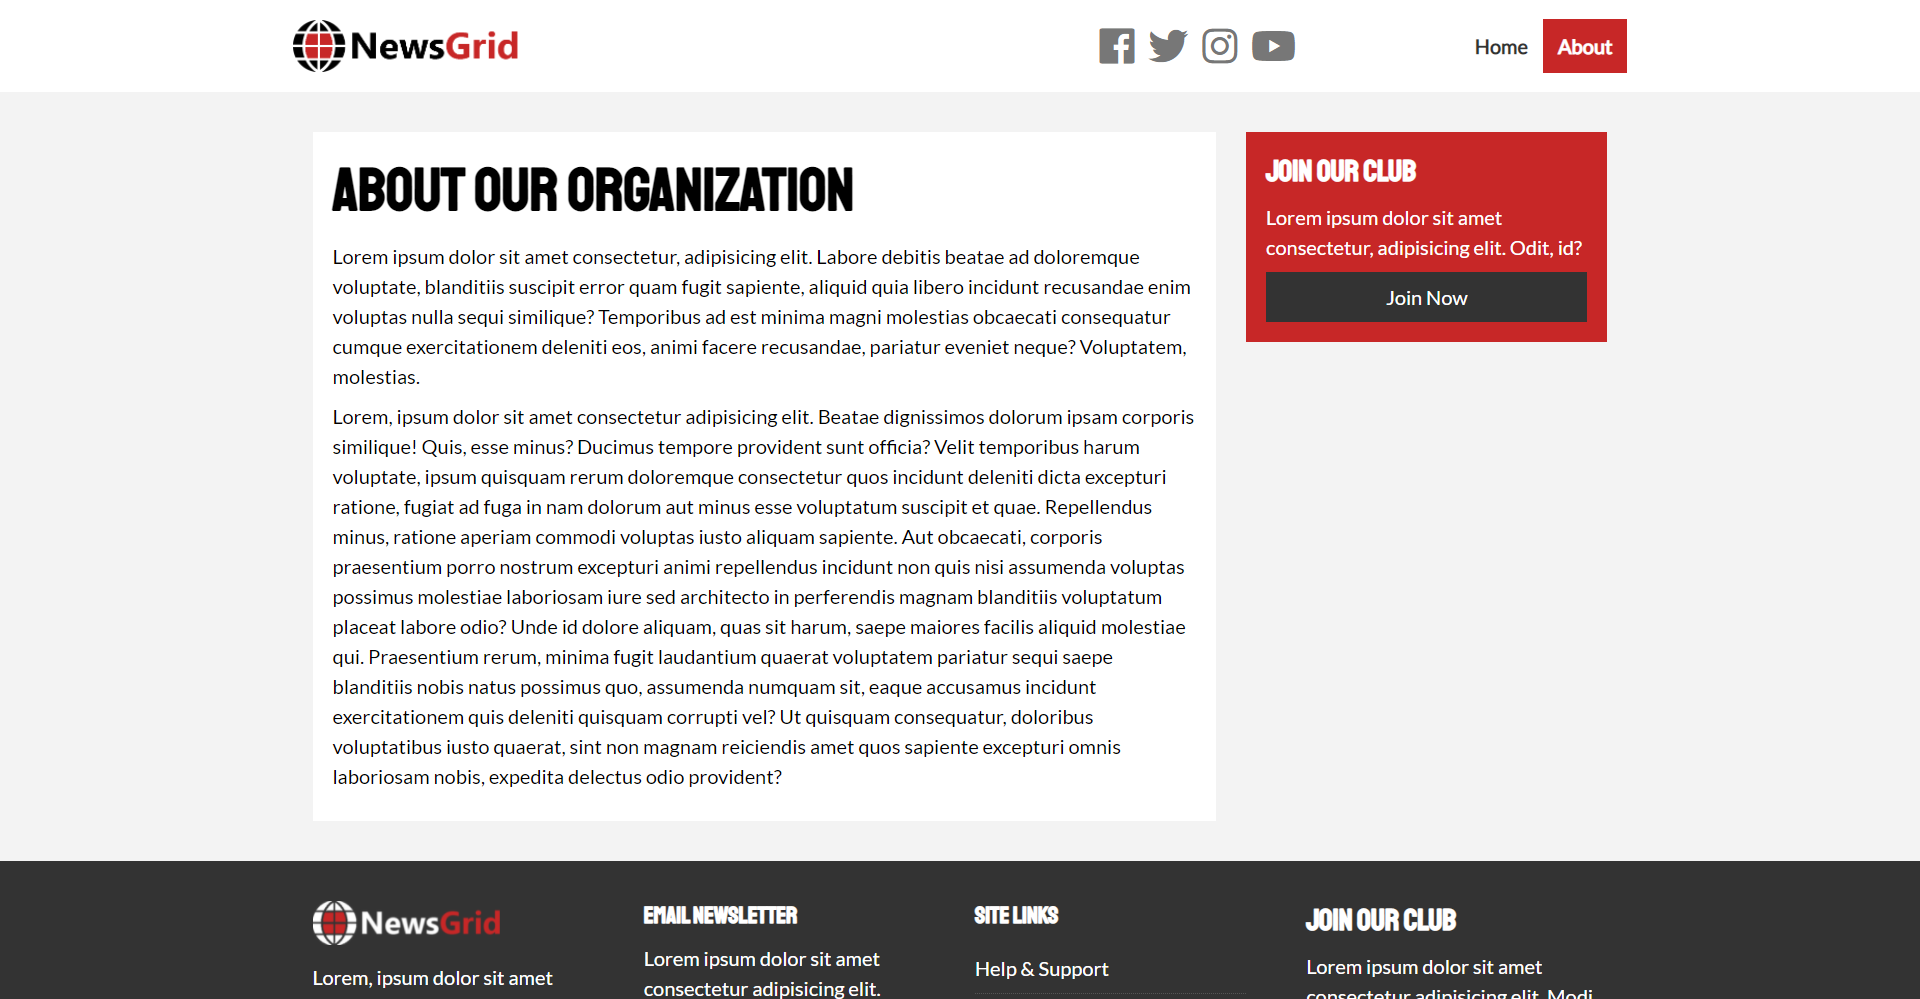 NewsGrid
Home
About
ABOUT OUR ORGANIZATION
Lorem ipsum dolor sit amet consectetur, adipisicing elit. Labore debitis beatae ad doloremque
voluptate, blanditiis suscipit error quam fugit sapiente, aliquid quia libero incidunt recusandae enim
voluptas nulla sequi similique? Temporibus ad est minima magni molestias obcaecati consequatur
cumque exercitationem deleniti eos, animi facere recusandae, pariatur eveniet neque? Voluptatem,
molestias.
Lorem, ipsum dolor sit amet consectetur adipisicing elit. Beatae dignissimos dolorum ipsam corporis
similique! Quis, esse minus? Ducimus tempore provident sunt officia? Velit temporibus harum
voluptate, ipsum quisquam rerum doloremque consectetur quos incidunt deleniti dicta excepturi
ratione, fugiat ad fuga in nam dolorum aut minus esse voluptatum suscipit et quae. Repellendus
minus, ratione aperiam commodi voluptas iusto aliquam sapiente. Aut obcaecati, corporis
praesentium porro nostrum excepturi animi repellendus incidunt non quis nisi assumenda voluptas
possimus molestiae laboriosam iure sed architecto in perferendis magnam blanditiis voluptatum
placeat labore odio? Unde id dolore aliquam, quas sit harum, saepe maiores facilis aliquid molestiae
qui. Praesentium rerum, minima fugit laudantium quaerat voluptatem pariatur sequi saepe
blanditiis nobis natus possimus quo, assumenda numquam sit, eaque accusamus incidunt
exercitationem quis deleniti quisquam corrupti vel? Ut quisquam consequatur, doloribus
voluptatibus iusto quaerat, sint non magnam reiciendis amet quos sapiente excepturi omnis
laboriosam nobis, expedita delectus odio provident?
JOIN OUR CLUB
Lorem ipsum dolor sit amet
consectetur, adipisicing elit. Odit, id?
Join Now
NewsGrid
Lorem, ipsum dolor sit amet
EMAIL NEWSLETTER
Lorem ipsum dolor sit amet
consectetur adipisicing elit.
SITE LINKS
Help & Support
JOIN OUR CLUB
Lorem ipsum dolor sit amet
consectetur adipisicing elit. Modi